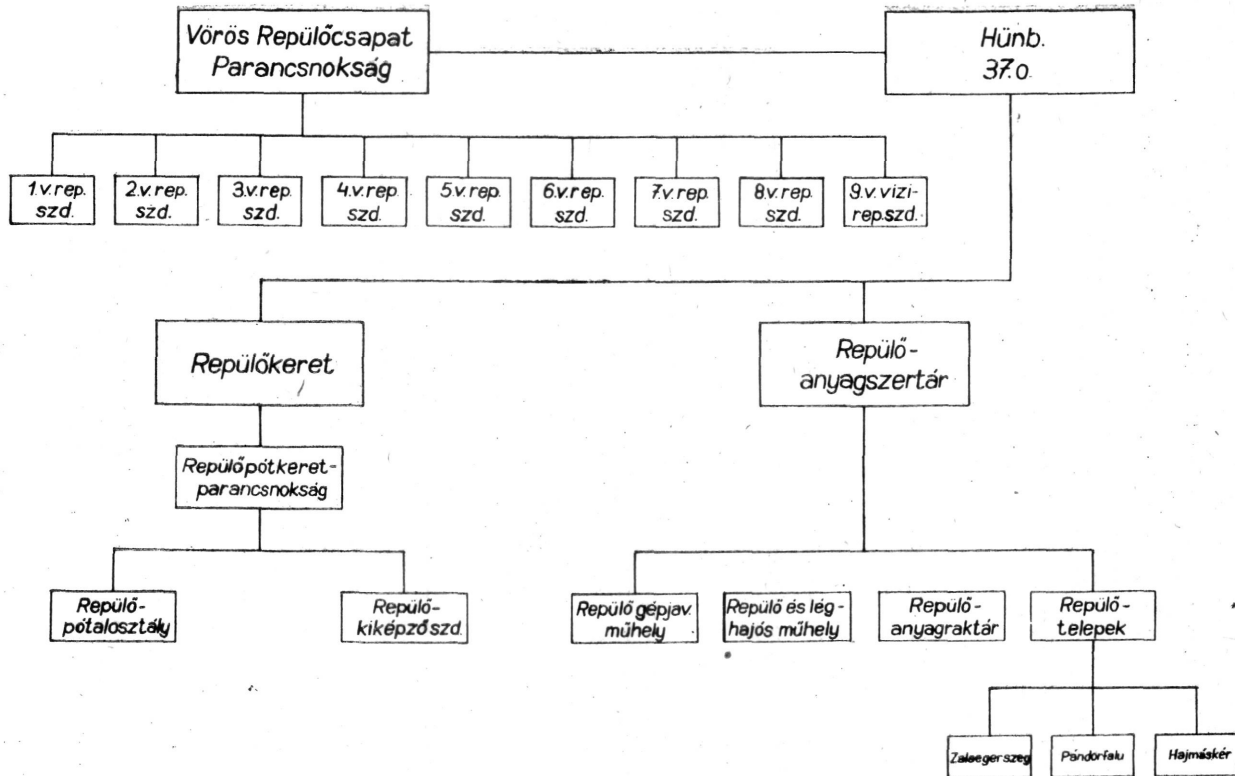 Vörös Repülőcsapat
Parancsnokság
Hünb.
37.o.
1.v.rep.
szd.
2.v.rep.
szd.
3.v.rep.
szd.
4.v.rep.
szd.
5.v.rep.
szd.
6.v.rep.
szd.
7.v.rep.
szd.
8.v.rep.
szd.
9.v.vizi-
rep.szd.
Repülőkeret
Repülő-
anyagszertár
Repülőpótkeret-
parancsnokság
Repülő-
pótalosztály
Repülő-
kiképző szd.
Repülő gépjav.
műhely
Repülő és lég-
hajós műhely
Repülő-
anyagraktár
Repülő-
telepek
Zalaegerszeg
Pándorfalu
Hajmáskér